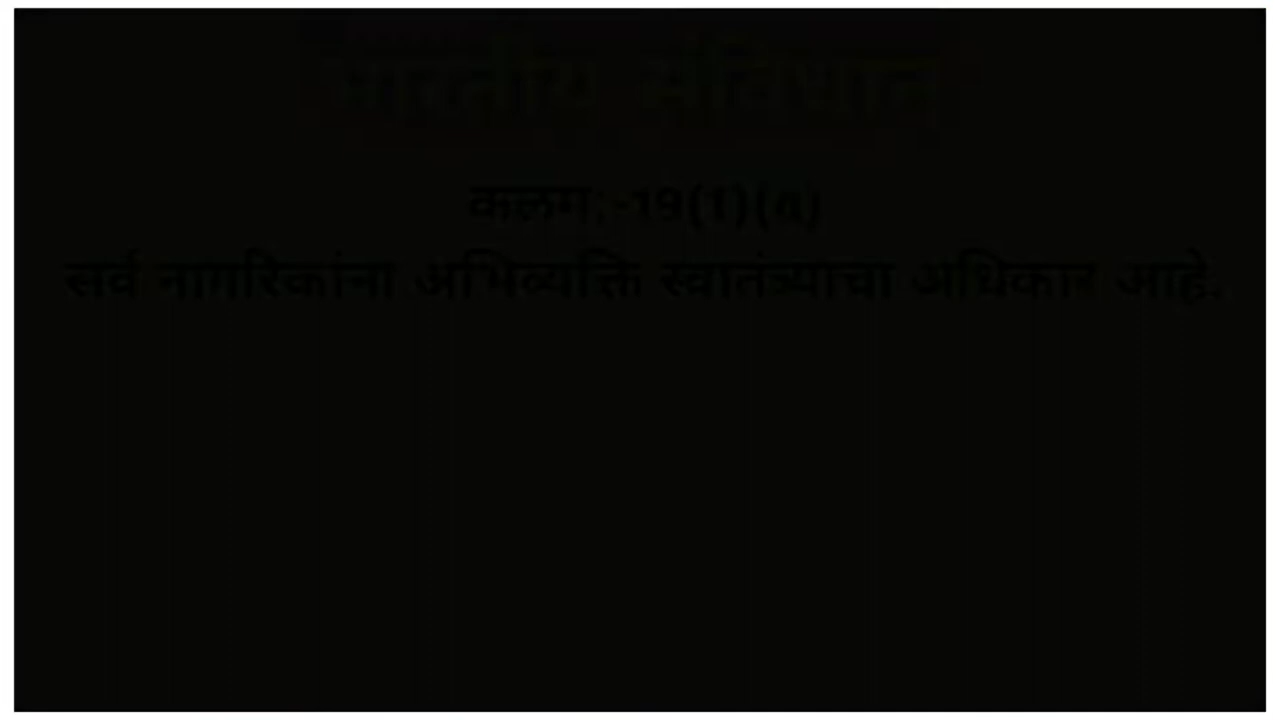 भारतीय संविधान
कलम:-19(1)(A)
सर्व नागरिकांना अभिव्यक्ति स्वातंत्र्याचा अधिकार आहे.